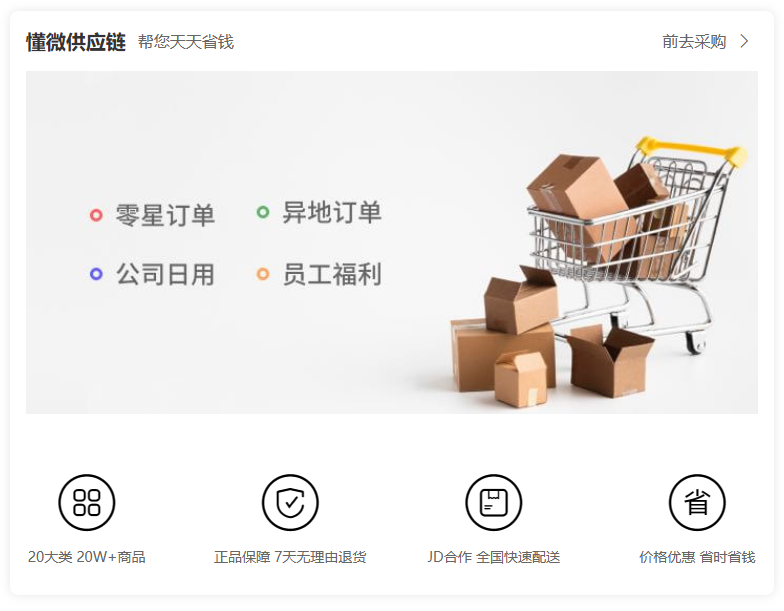 懂微供应链 帮您天天省钱 前去采购
零星订单 异地订单
公司日用 员工福利
省
20大类 20W+商品 正品保障 7天无理由退货 JD合作 全国快速配送 价格优惠 省时省钱